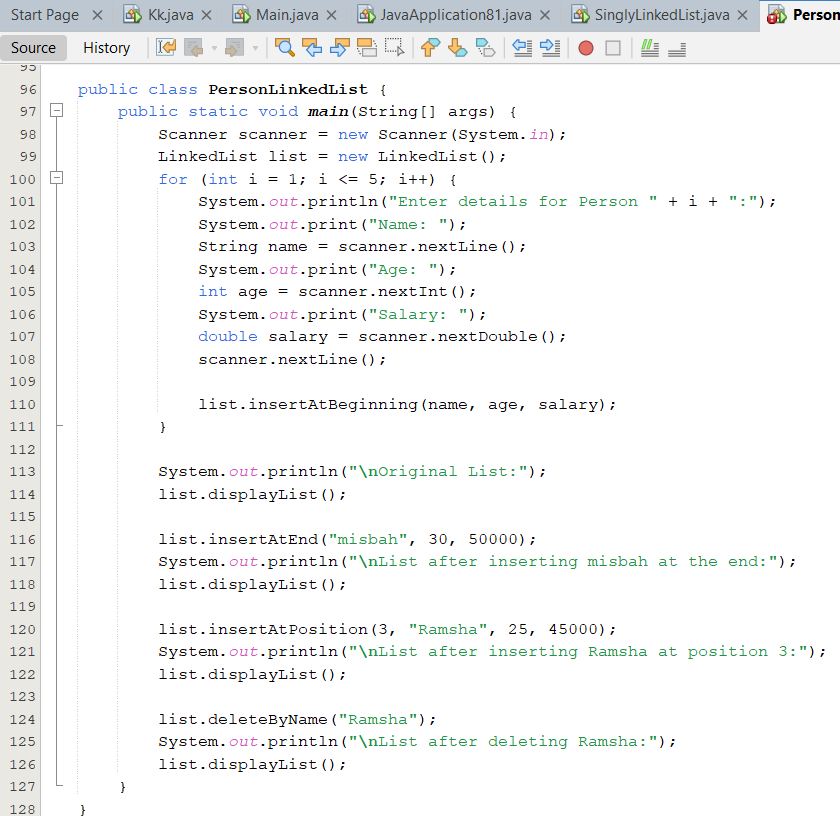 Start Page Kk.java Main.java JavaApplication81.java SinglyLinkedList.java Person
Source History
95
96 public class PersonLinkedList {
97 public static void main(String[] args) {
98 Scanner scanner = new Scanner(System.in);
99 LinkedList list = new LinkedList();
100 for (int i = 1; i <= 5; i++) {
101 System.out.println("Enter details for Person " + i + ":");
102 System.out.print("Name: ");
103 String name = scanner.nextLine();
104 System.out.print("Age: ");
105 int age = scanner.nextInt();
106 System.out.print("Salary: ");
107 double salary = scanner.nextDouble();
108 scanner.nextLine();
109
110 list.insertAtBeginning(name, age, salary);
111 }
112
113 System.out.println("\nOriginal List:");
114 list.displayList();
115
116 list.insertAtEnd("misbah", 30, 50000);
117 System.out.println("\nList after inserting misbah at the end:");
118 list.displayList();
119
120 list.insertAtPosition(3, "Ramsha", 25, 45000);
121 System.out.println("\nList after inserting Ramsha at position 3:");
122 list.displayList();
123
124 list.deleteByName("Ramsha");
125 System.out.println("\nList after deleting Ramsha:");
126 list.displayList();
127 }
128 }